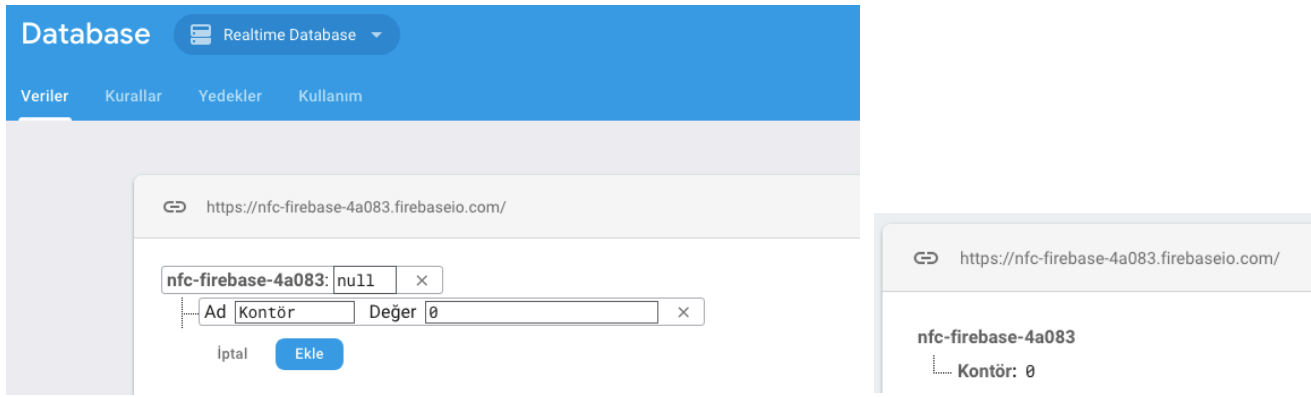 Database Realtime Database
Veriler Kurallar Yedekler Kullanım
https://nfc-firebase-4a083.firebaseio.com/
nfc-firebase-4a083: null ×
Ad Kontör Değer 0 ×
İptal Ekle
https://nfc-firebase-4a083.firebaseio.com/
nfc-firebase-4a083
Kontör: 0